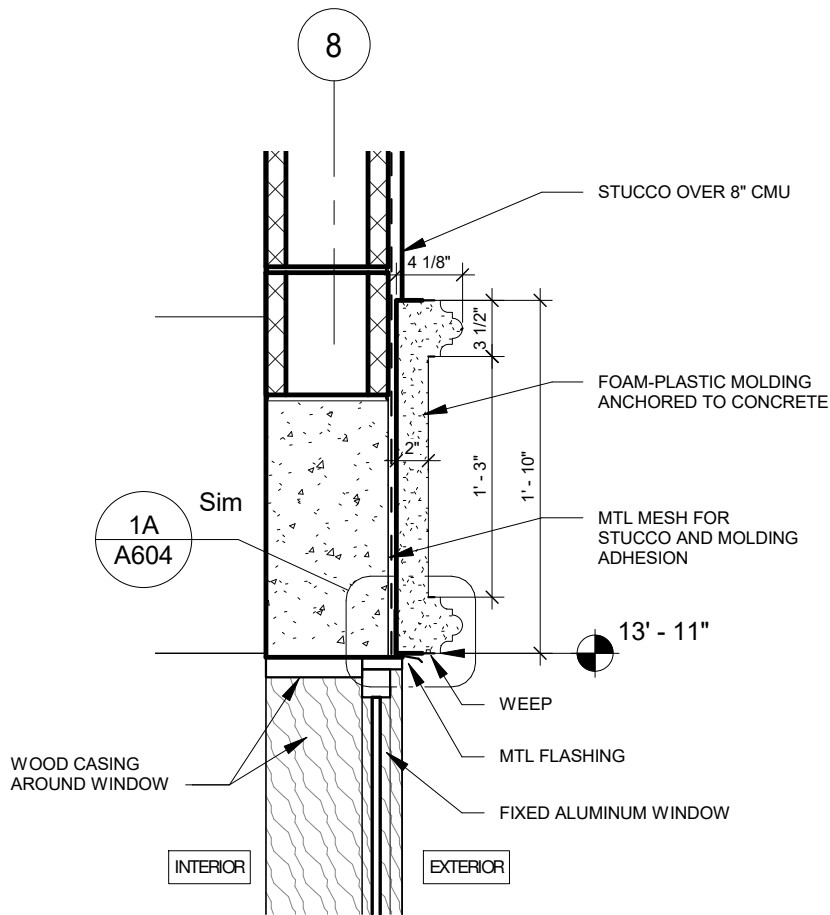 8
STUCCO OVER 8" CMU
4 1/8"
3 1/2"
FOAM-PLASTIC MOLDING
ANCHORED TO CONCRETE
2"
1' - 3"
1' - 10"
Sim
1A
A604
MTL MESH FOR
STUCCO AND MOLDING
ADHESION
13' - 11"
WEEP
MTL FLASHING
WOOD CASING
AROUND WINDOW
FIXED ALUMINUM WINDOW
INTERIOR
EXTERIOR